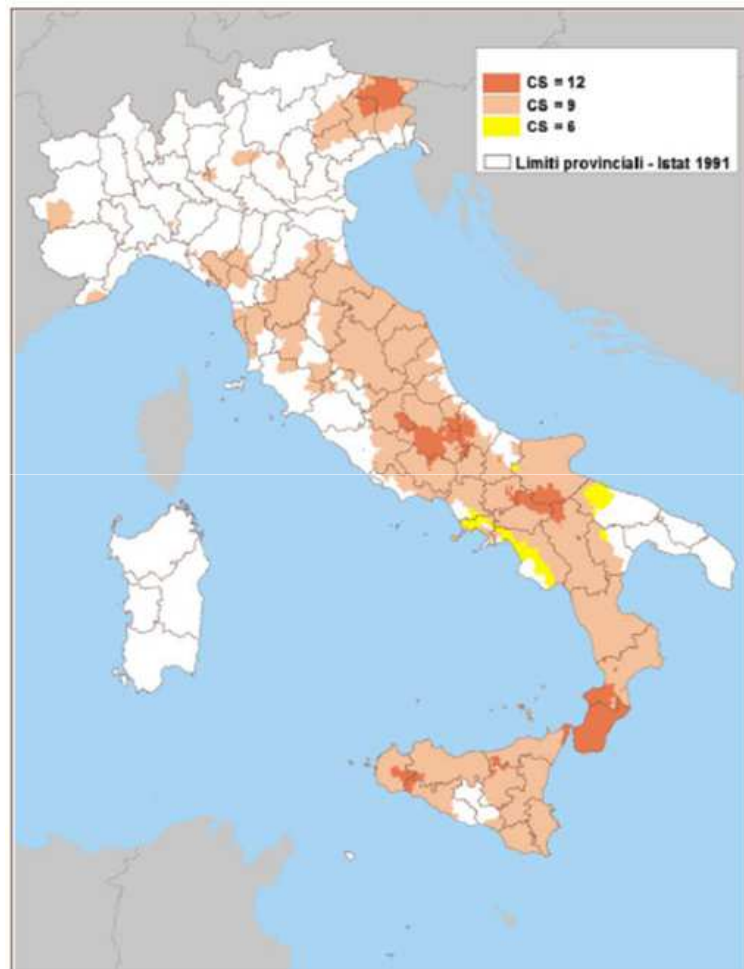 CS = 12
CS = 9
CS = 6
Limiti provinciali - Istat 1991